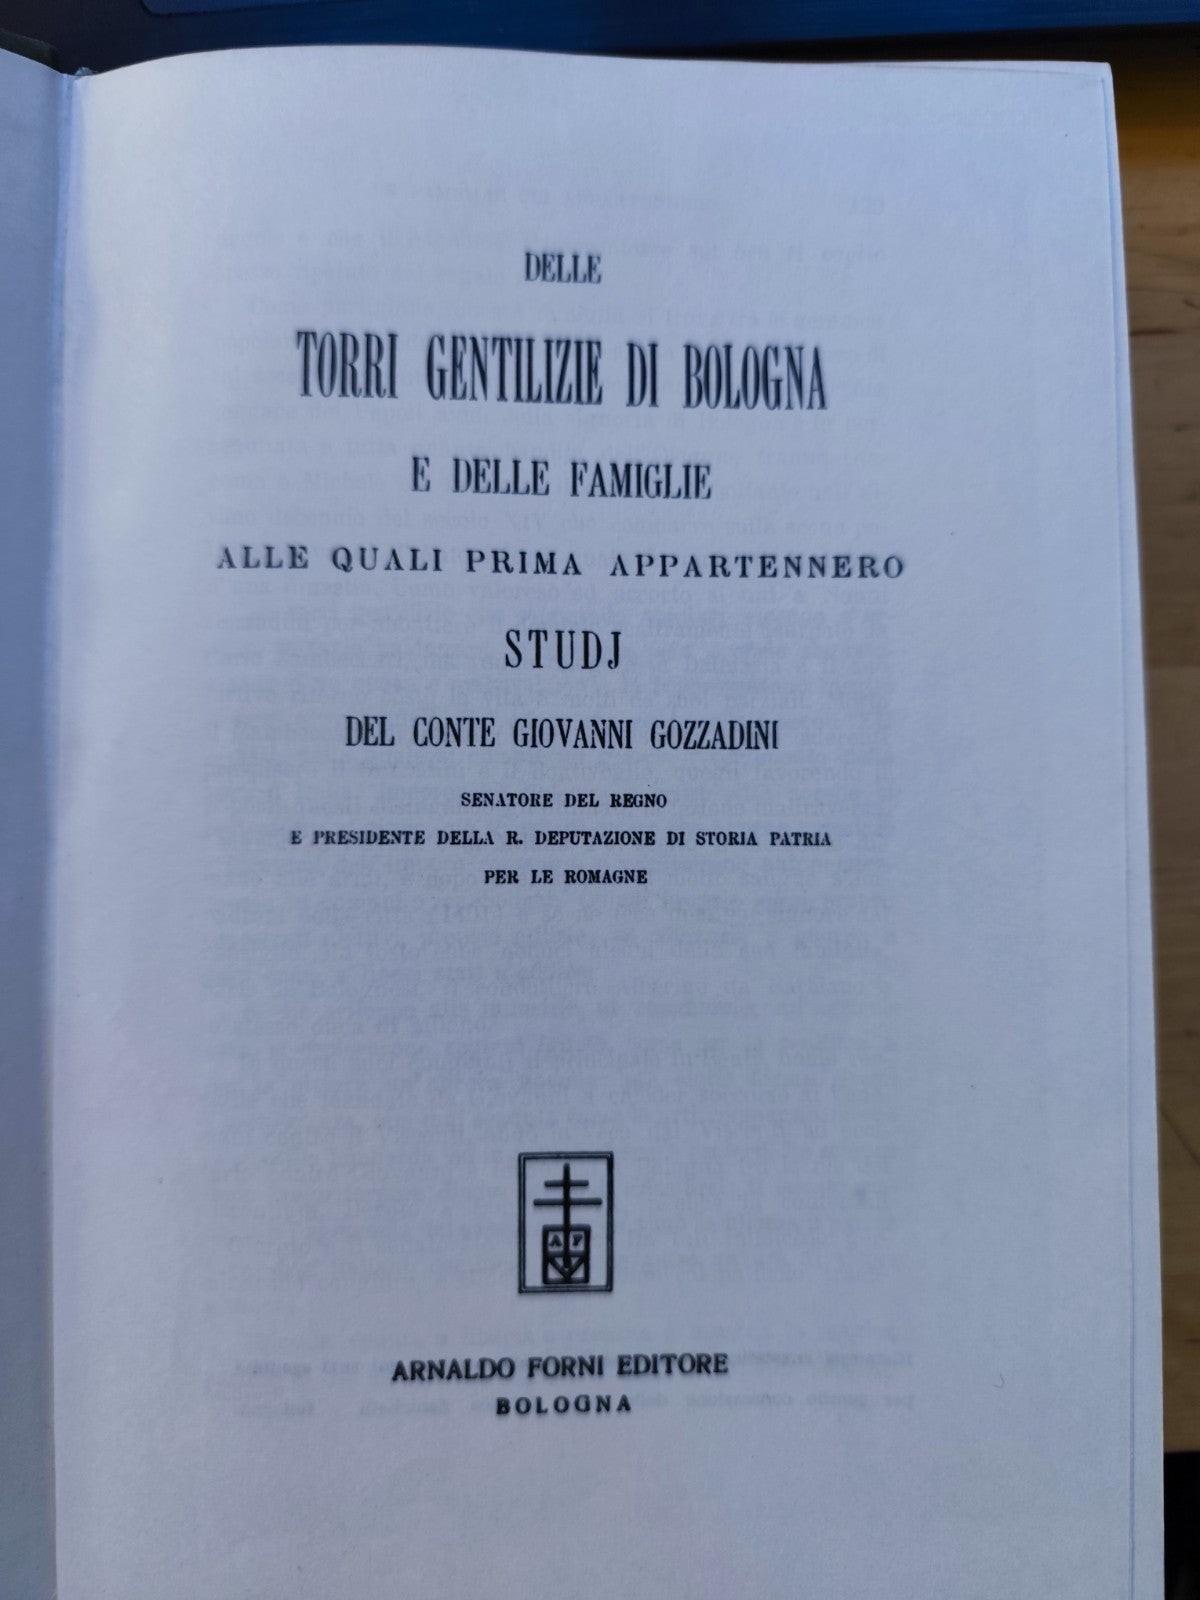 DELLE
TORRI GENTILIZIE DI BOLOGNA
E DELLE FAMIGLIE
ALLE QUALI PRIMA APPARTENNERO
STUDJ
DEL CONTE GIOVANNI GOZZADINI
SENATORE DEL REGNO
E PRESIDENTE DELLA R. DEPUTAZIONE DI STORIA PATRIA
PER LE ROMAGNE
A F
ARNALDO FORNI EDITORE
BOLOGNA